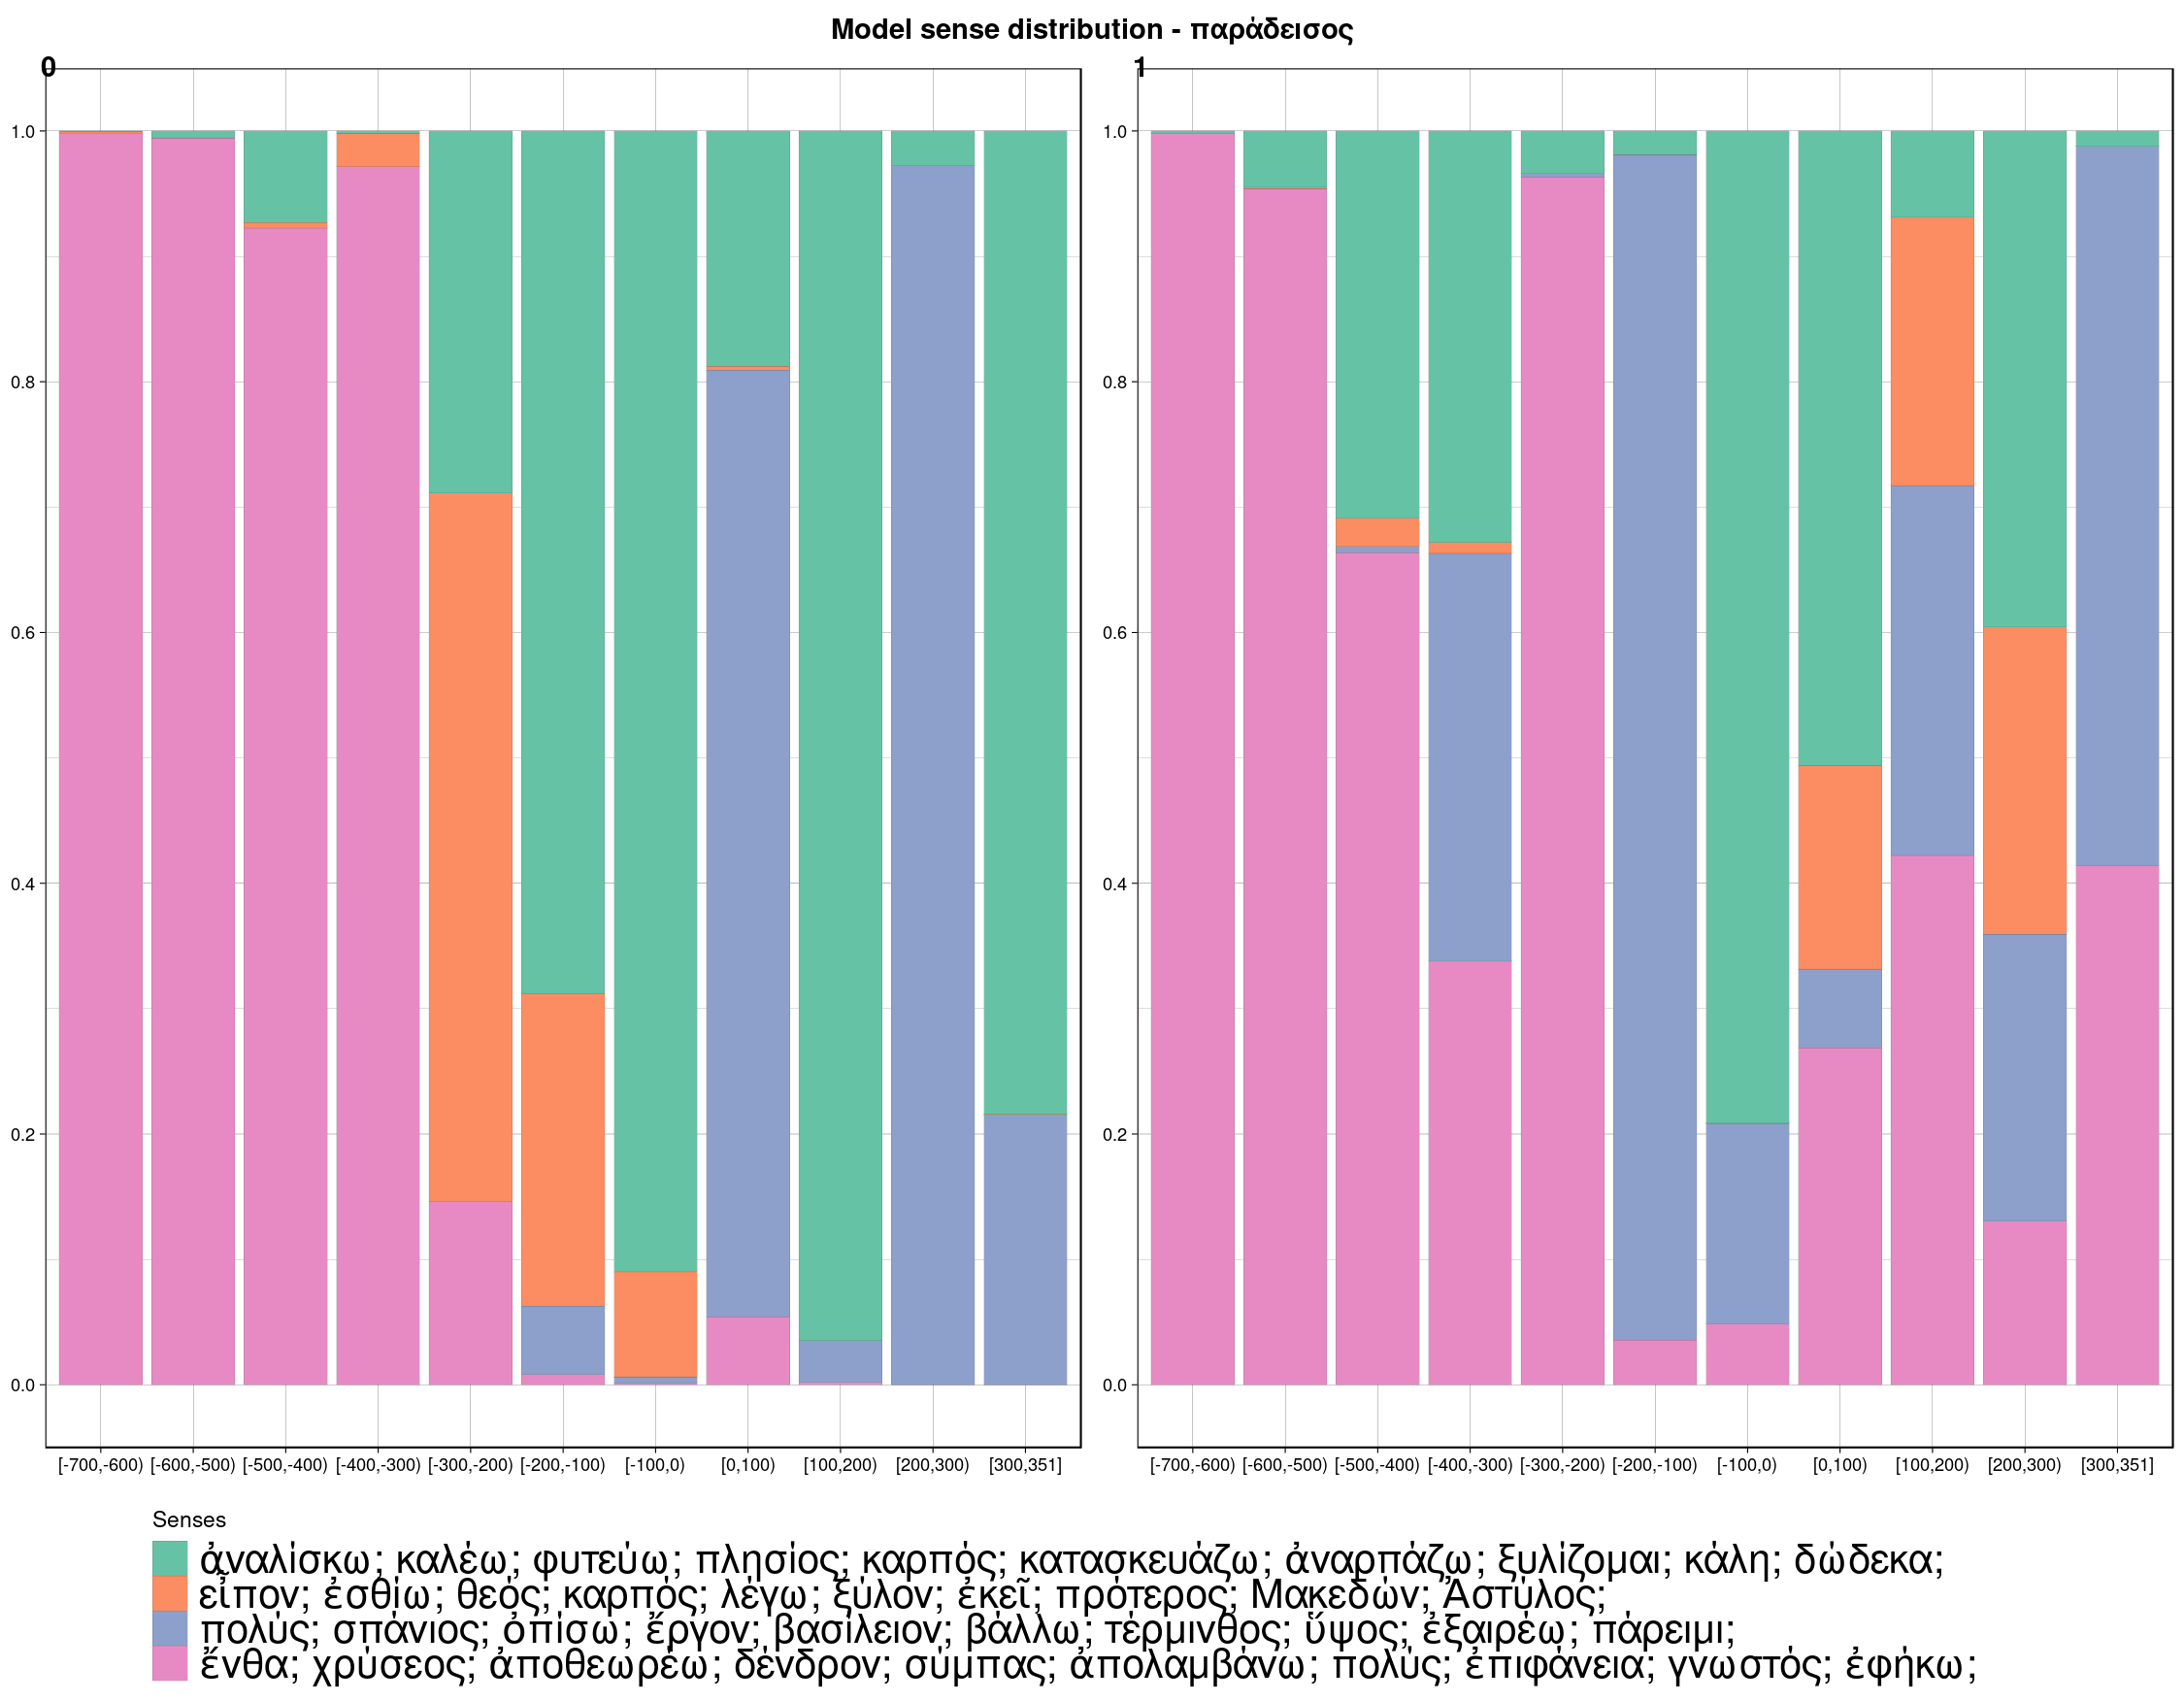 Model sense distribution - παράδεισος
0
1
1.0
0.8
0.6
0.4
0.2
0.0
[-700,-600) [-600,-500) [-500,-400) [-400,-300) [-300,-200) [-200,-100) [-100,0) [0,100) [100,200) [200,300) [300,351]
1.0
0.8
0.6
0.4
0.2
0.0
[-700,-600) [-600,-500) [-500,-400) [-400,-300) [-300,-200) [-200,-100) [-100,0) [0,100) [100,200) [200,300) [300,351]
Senses
ἀναλίσκω; καλέω; φυτεύω; πλησίος; καρπός; κατασκευάζω; ἀναρπάζω; ξυλίζομαι; κάλη; δώδεκα;
εἶπον; ἐσθίω; θεός; καρπός; λέγω; ξύλον; ἐκεῖ; πρότερος; Μακεδών; Ἀστύλος;
πολύς; σπάνιος; ὀπίσω; ἔργον; βασίλειον; βάλλω; τέρμινθος; ὕψος; ἐξαιρέω; πάρειμι;
ἔνθα; χρύσεος; ἀποθεωρέω; δένδρον; σύμπας; ἀπολαμβάνω; πολύς; ἐπιφάνεια; γνωστός; ἐφήκω;